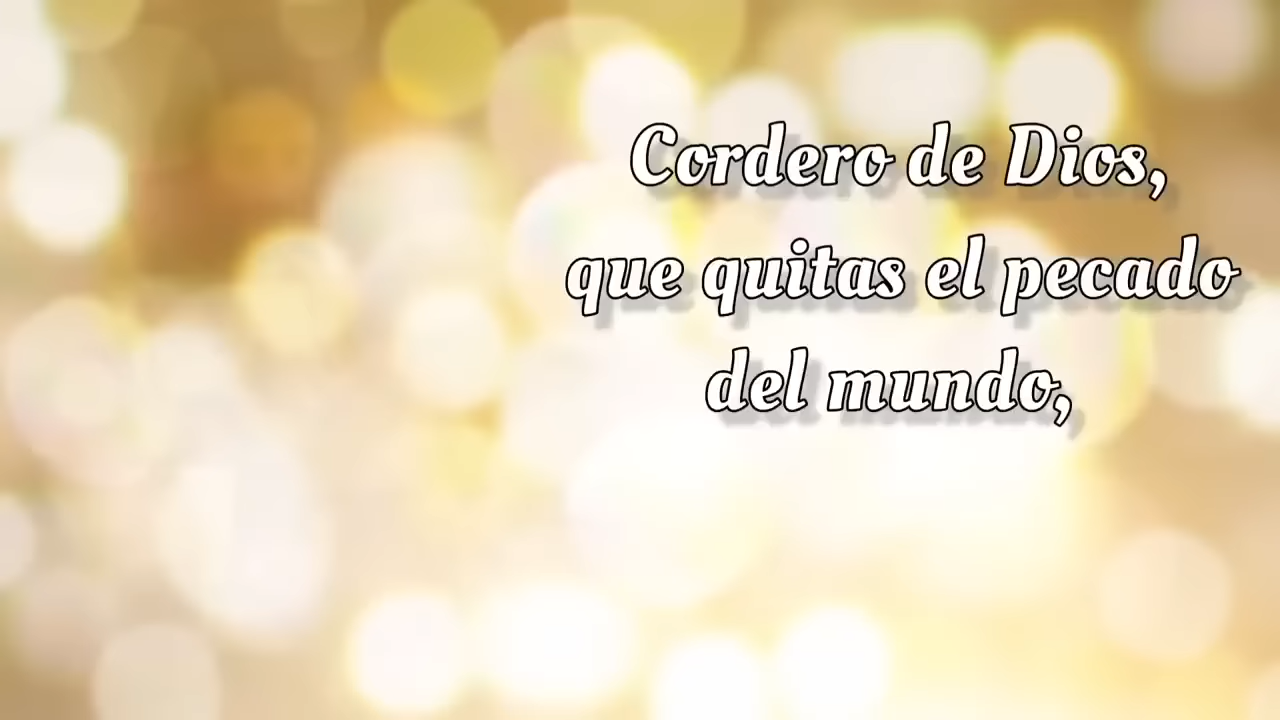 Cordero de Dios,
que quitas el pecado
del mundo,